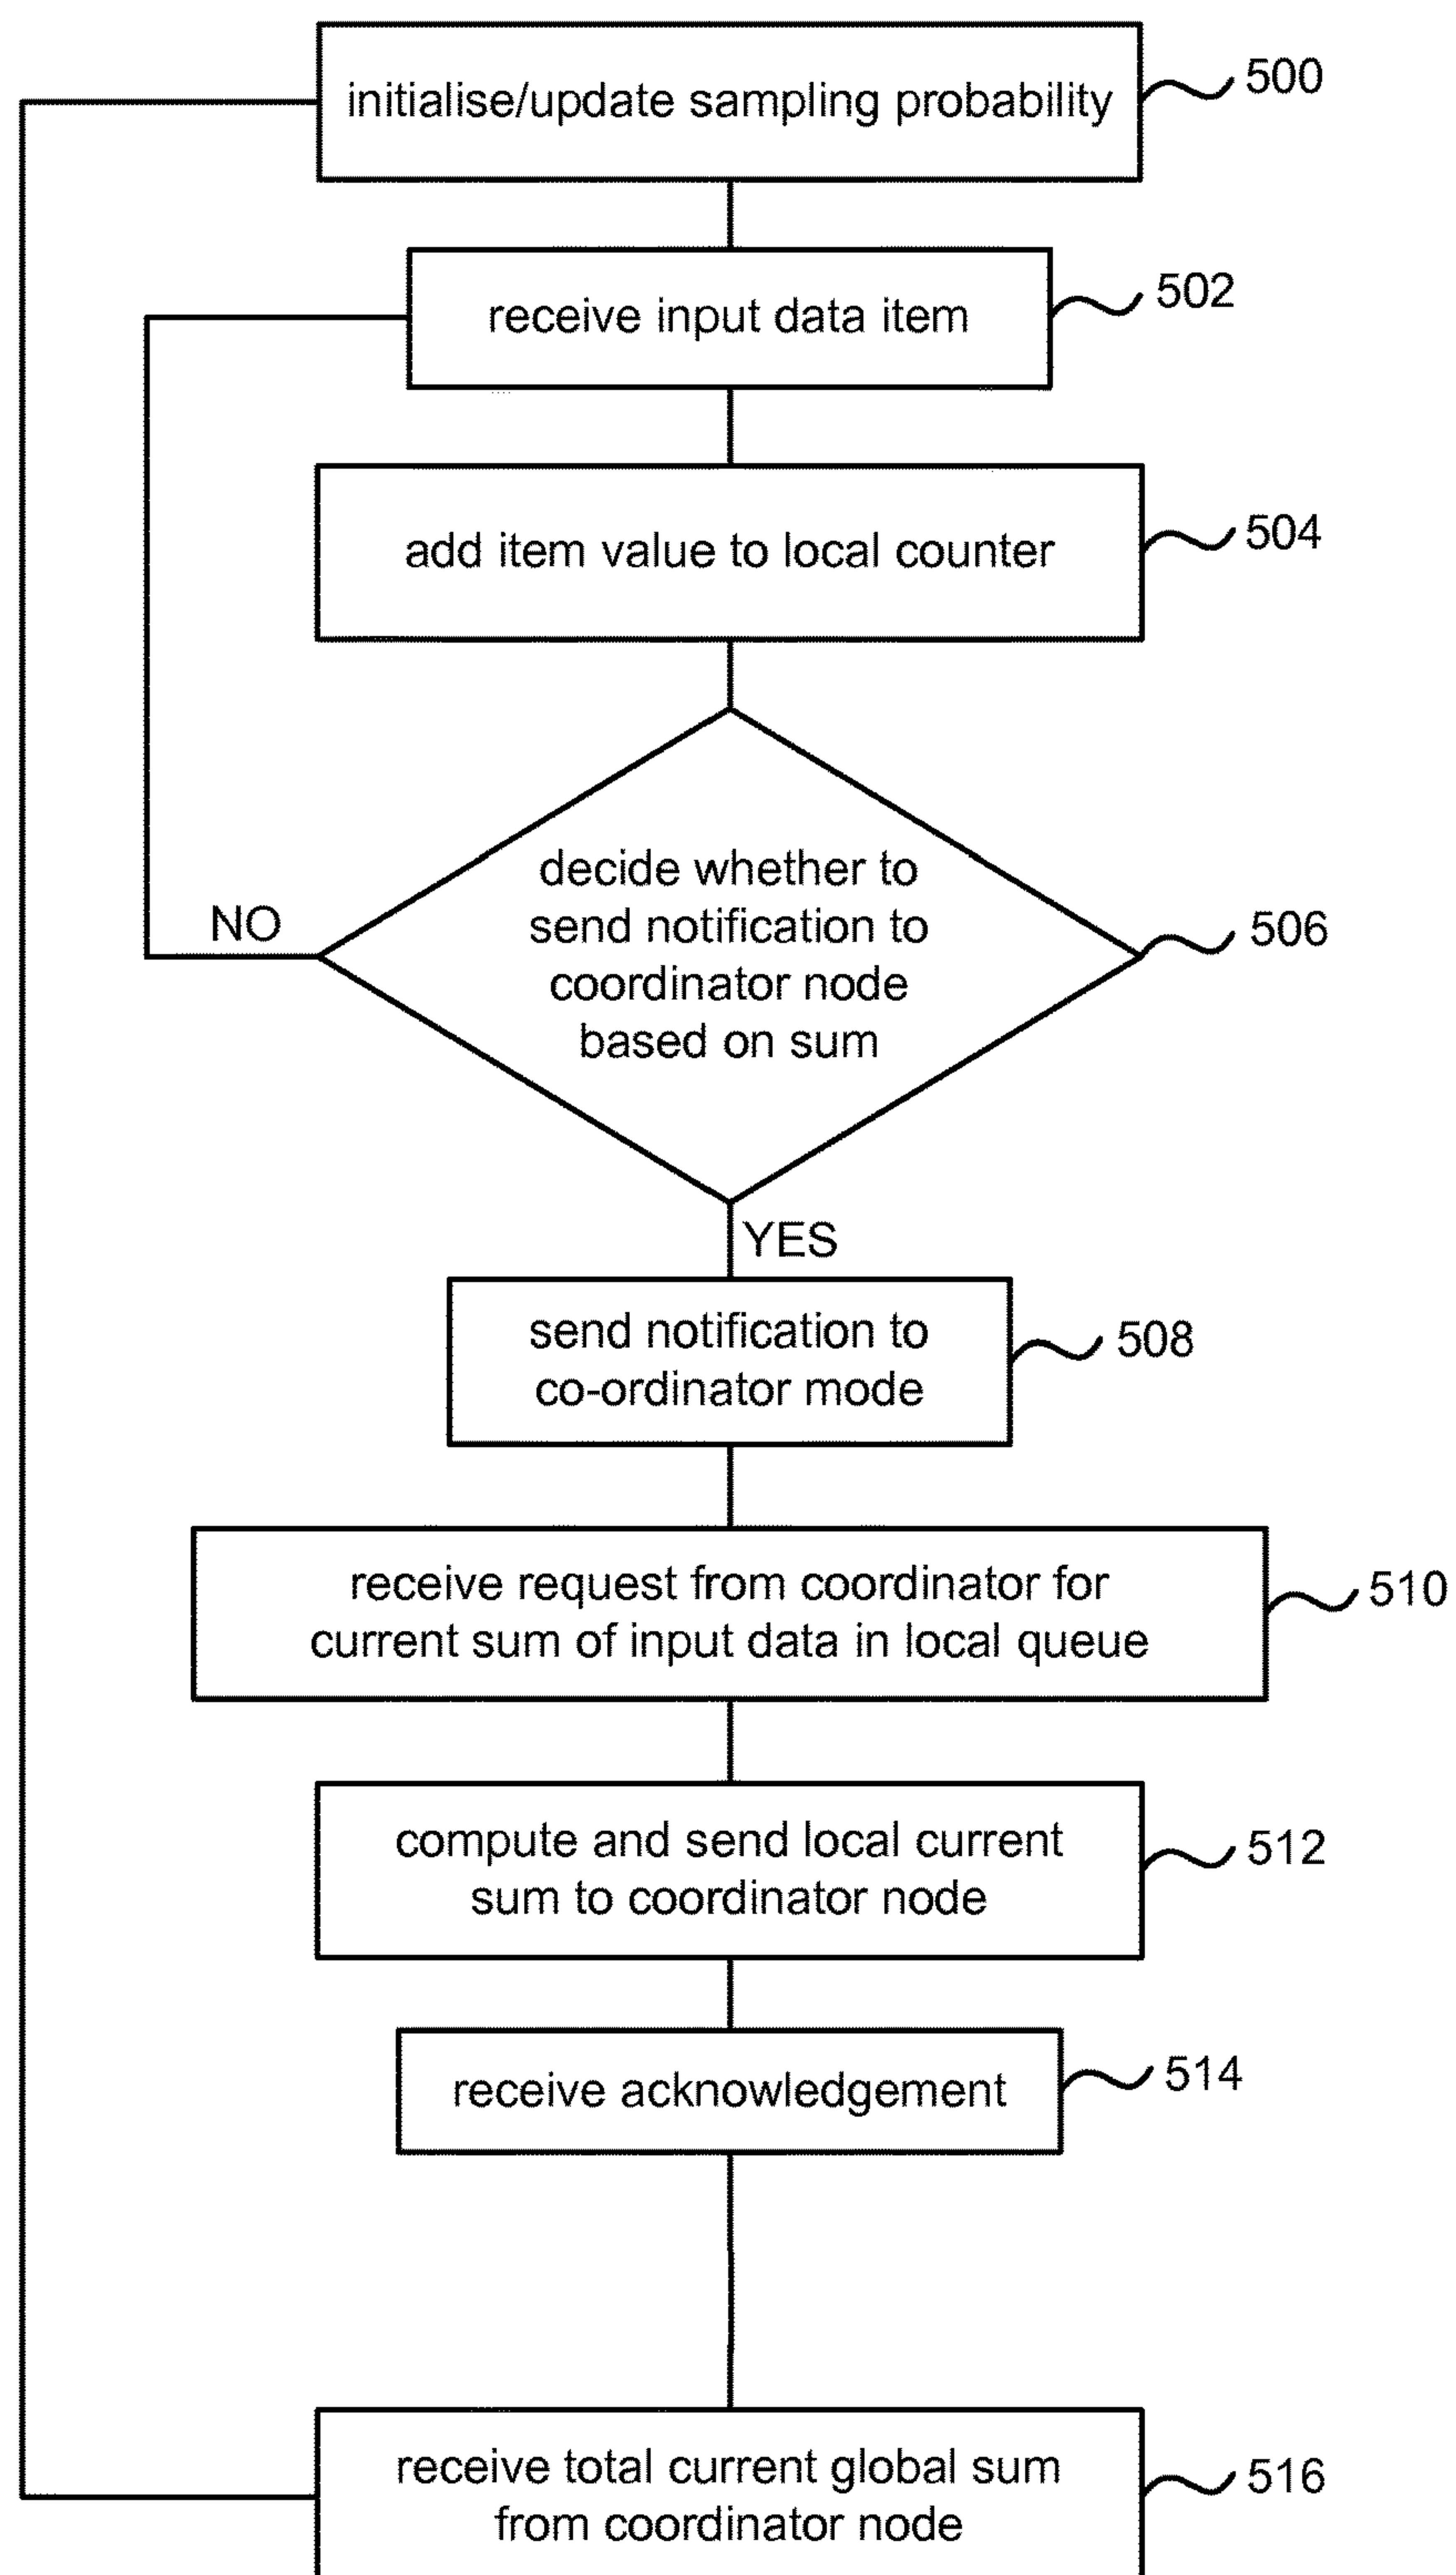 initialise/update sampling probability
500
receive input data item
502
add item value to local counter
504
decide whether to
send notification to
coordinator node
based on sum
NO
506
YES
send notification to
co-ordinator mode
508
receive request from coordinator for
current sum of input data in local queue
510
compute and send local current
sum to coordinator node
512
receive acknowledgement
514
receive total current global sum
from coordinator node
516